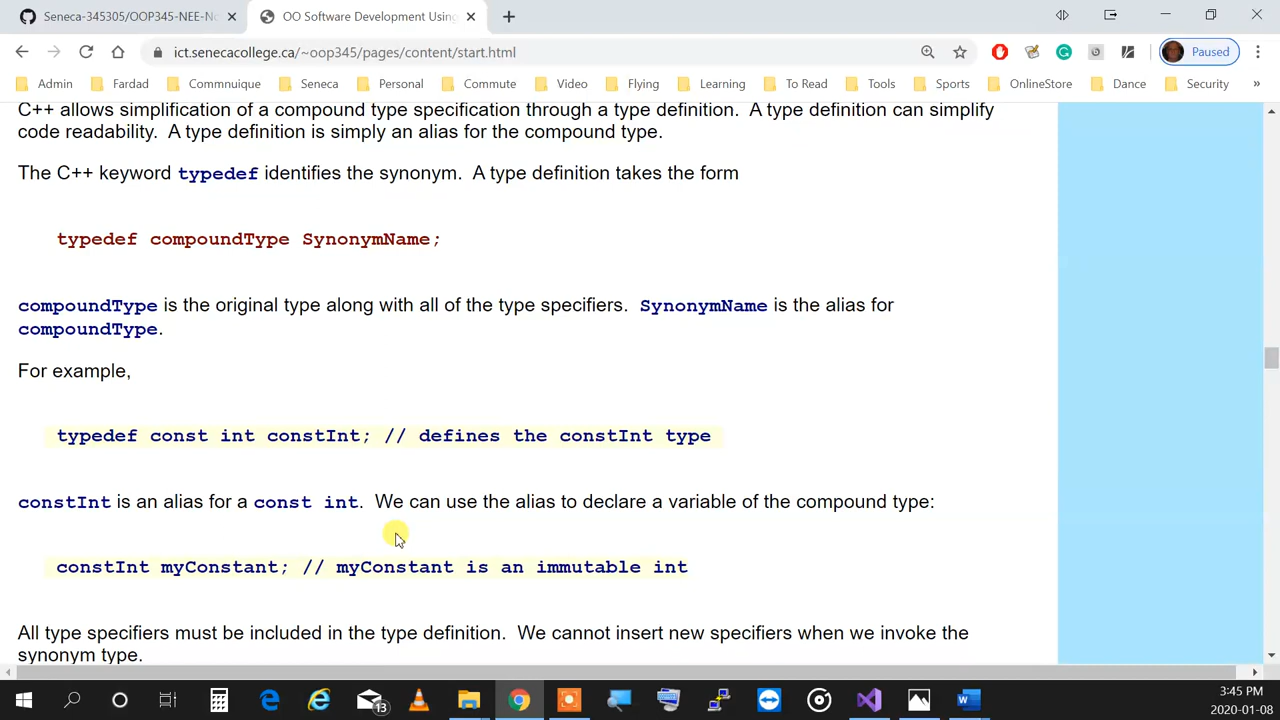 Seneca-345305/OOP345-NEE-No
OO Software Development Using
ict.senecacollege.ca/~oop345/pages/content/start.html
Paused
Admin Fardad Commnuique Seneca Personal Commute Video Flying Learning To Read Tools Sports OnlineStore Dance Security »
C++ allows simplification of a compound type specification through a type definition. A type definition can simplify
code readability. A type definition is simply an alias for the compound type.
The C++ keyword typedef identifies the synonym. A type definition takes the form
typedef compoundType SynonymName;
compoundType is the original type along with all of the type specifiers. SynonymName is the alias for
compoundType.
For example,
typedef const int constInt; // defines the constInt type
constInt is an alias for a const int. We can use the alias to declare a variable of the compound type:
constInt myConstant; // myConstant is an immutable int
All type specifiers must be included in the type definition. We cannot insert new specifiers when we invoke the
synonym type.
13
3:45 PM
2020-01-08